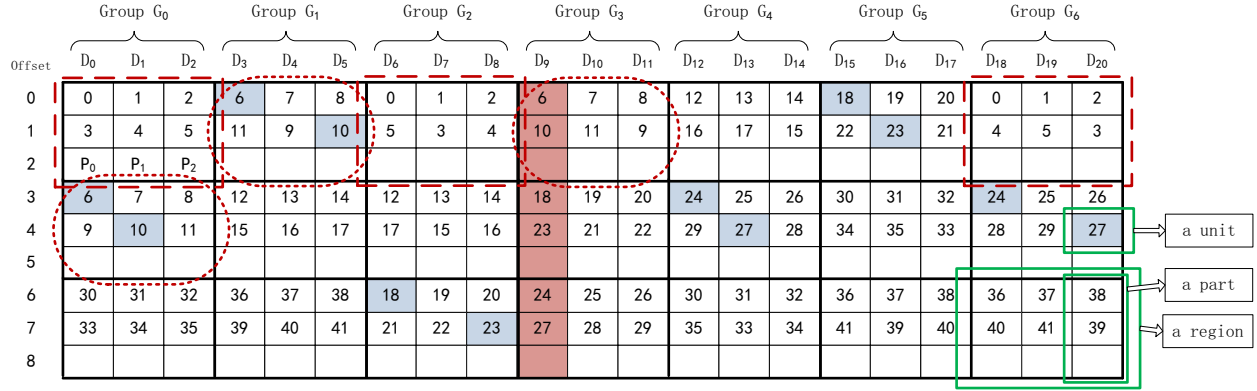 Group G₀ Group G₁ Group G₂ Group G₃ Group G₄ Group G₅ Group G₆
Offset D₀ D₁ D₂ D₃ D₄ D₅ D₆ D₇ D₈ D₉ D₁₀ D₁₁ D₁₂ D₁₃ D₁₄ D₁₅ D₁₆ D₁₇ D₁₈ D₁₉ D₂₀
0 0 1 2 6 7 8 0 1 2 6 7 8 12 13 14 18 19 20 0 1 2
1 3 4 5 11 9 10 5 3 4 10 11 9 16 17 15 22 23 21 4 5 3
2 P₀ P₁ P₂
3 6 7 8 12 13 14 12 13 14 18 19 20 24 25 26 30 31 32 24 25 26
4 9 10 11 15 16 17 17 15 16 23 21 22 29 27 28 34 35 33 28 29 27 a unit
5
6 30 31 32 36 37 38 18 19 20 24 25 26 30 31 32 36 37 38 36 37 38 a part
7 33 34 35 39 40 41 21 22 23 27 28 29 35 33 34 41 39 40 40 41 39 a region
8